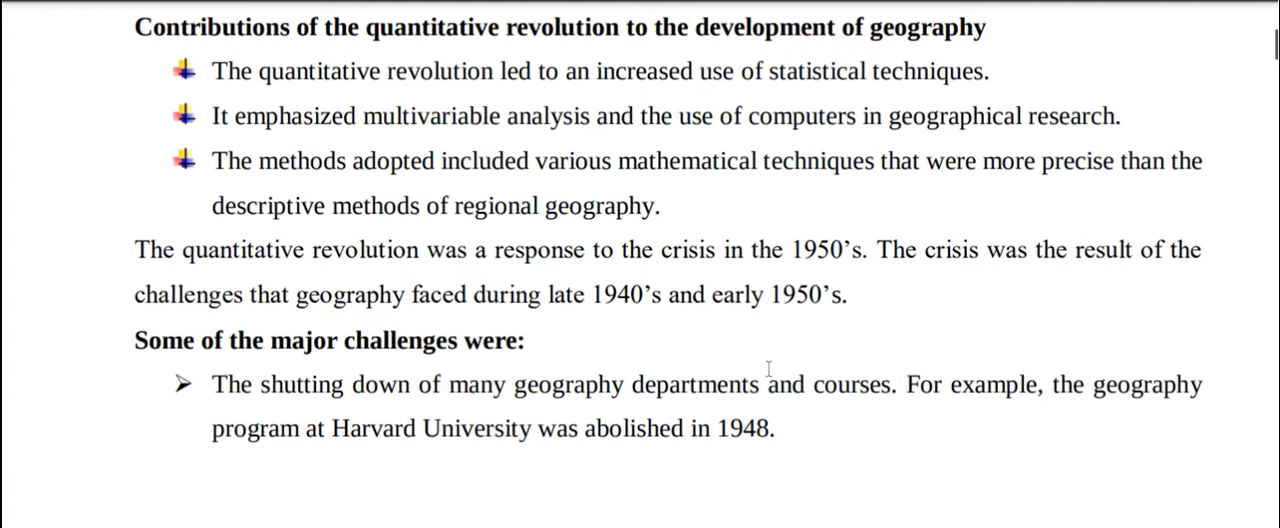 Contributions of the quantitative revolution to the development of geography
The quantitative revolution led to an increased use of statistical techniques.
It emphasized multivariable analysis and the use of computers in geographical research.
The methods adopted included various mathematical techniques that were more precise than the
descriptive methods of regional geography.
The quantitative revolution was a response to the crisis in the 1950’s. The crisis was the result of the
challenges that geography faced during late 1940’s and early 1950’s.
Some of the major challenges were:
➢ The shutting down of many geography departments and courses. For example, the geography
program at Harvard University was abolished in 1948.